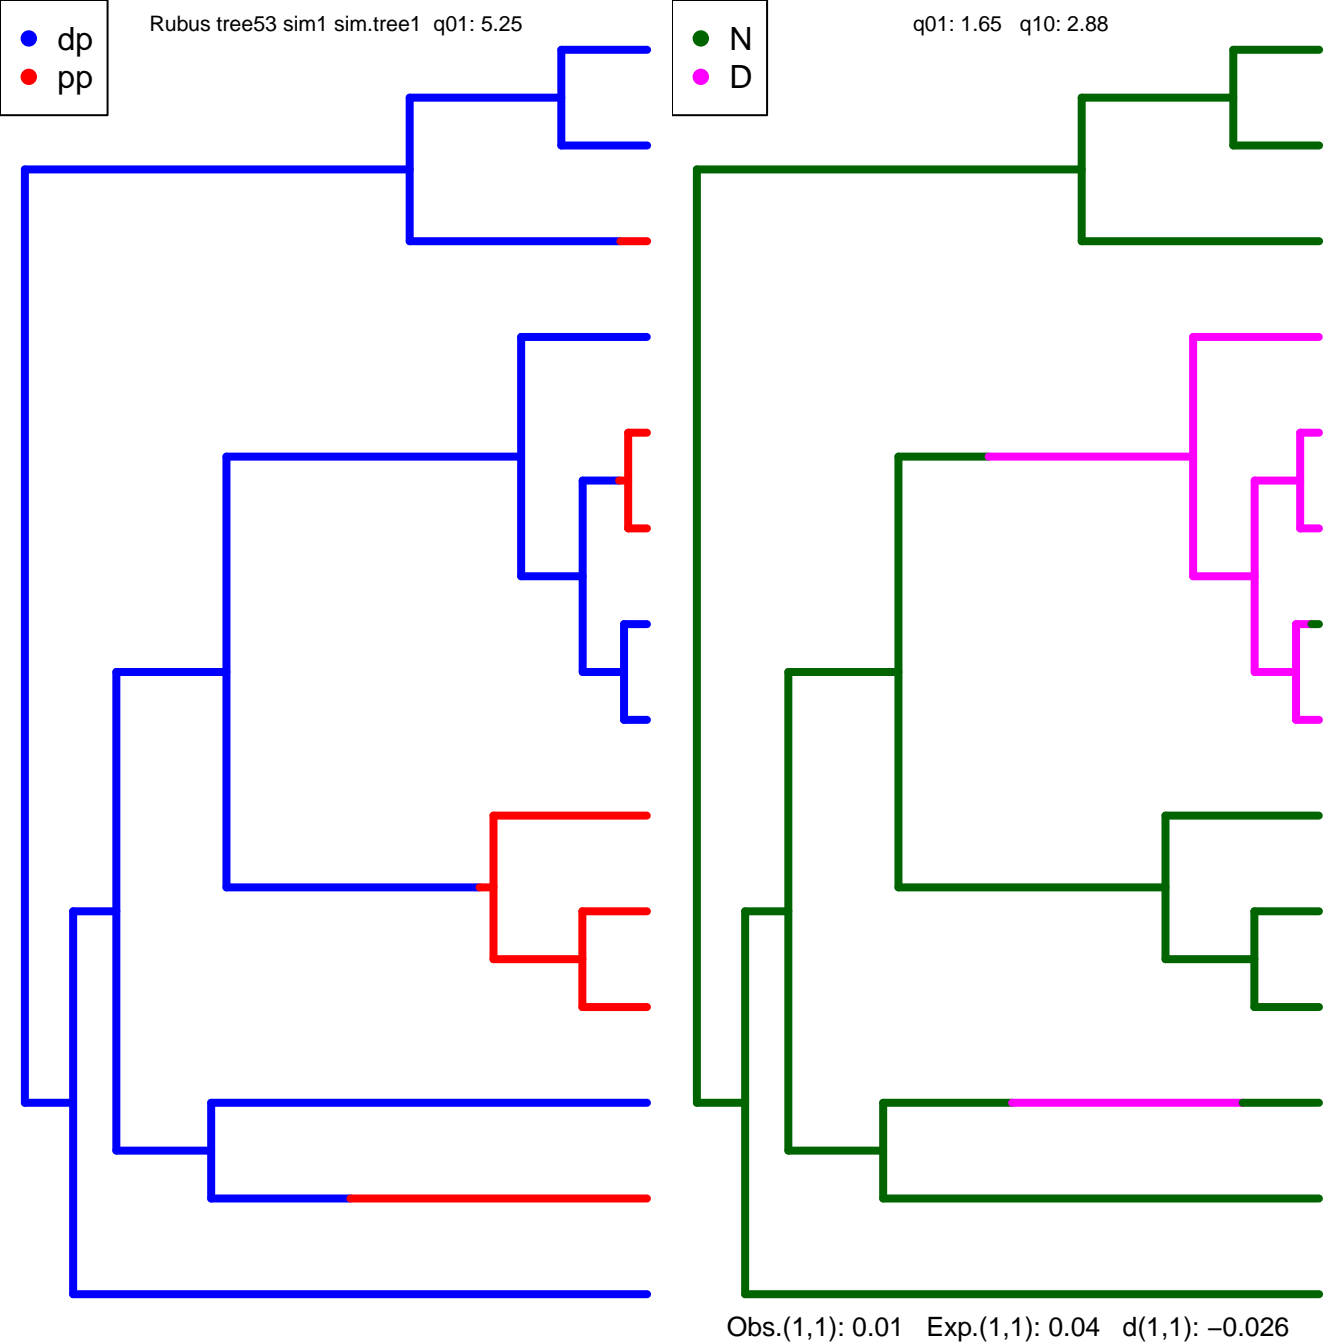 dp
pp
Rubus tree53 sim1 sim.tree1 q01: 5.25
N
D
q01: 1.65 q10: 2.88
Obs.(1,1): 0.01 Exp.(1,1): 0.04 d(1,1): −0.026